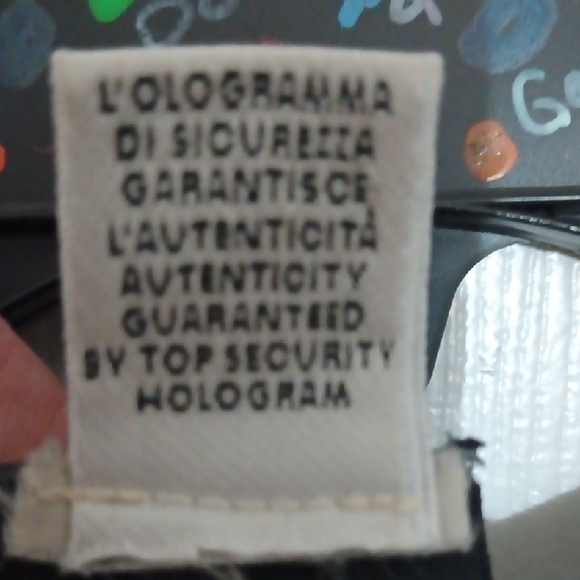 L'OLOGRAMMA
DI SICUREZZA
GARANTISCE
L'AUTENTICITÀ
AUTENTICITY
GUARANTEED
BY TOP SECURITY
HOLOGRAM